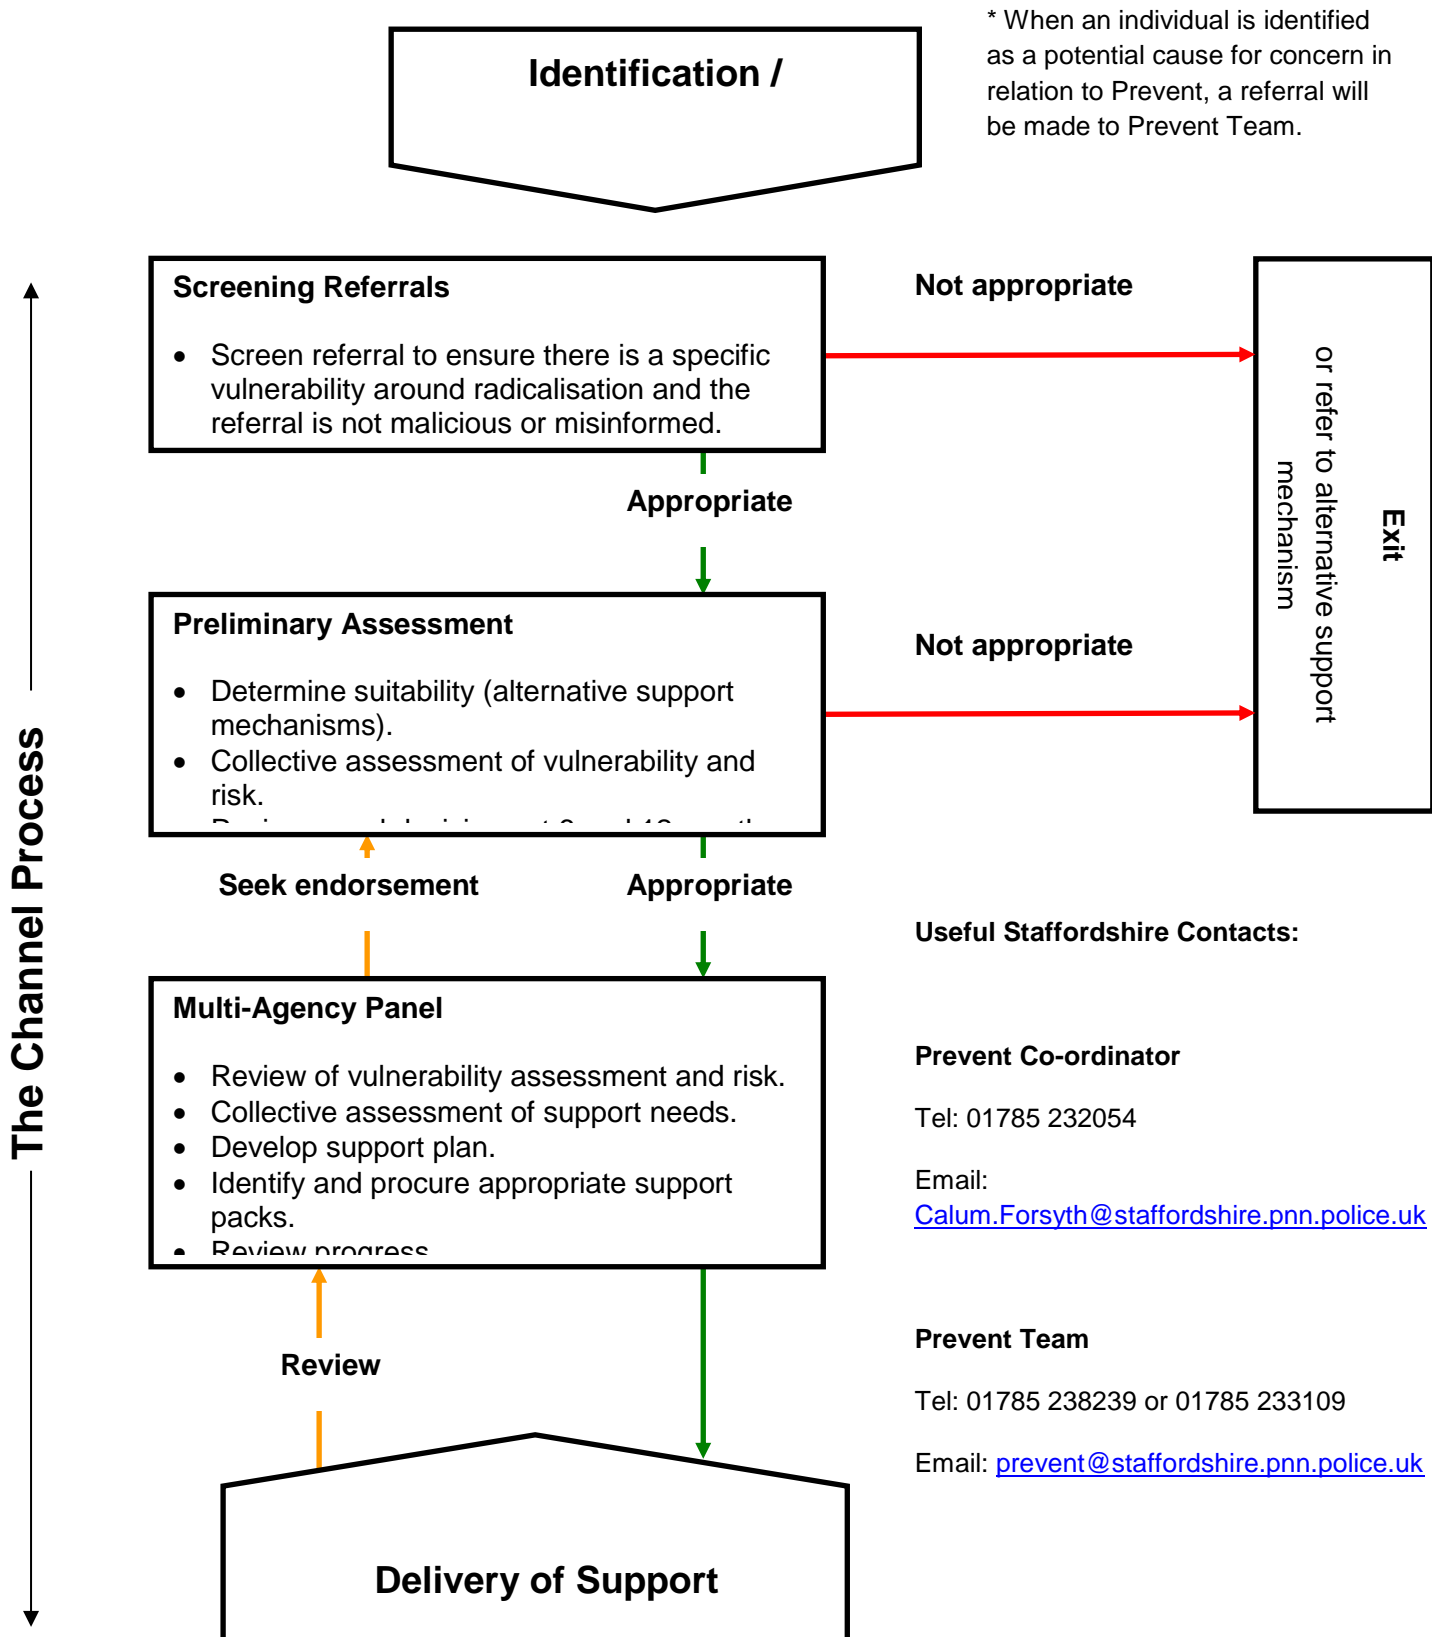 * When an individual is identified
as a potential cause for concern in
relation to Prevent, a referral will
be made to Prevent Team.
Identification /
The Channel Process
Screening Referrals
• Screen referral to ensure there is a specific
vulnerability around radicalisation and the
referral is not malicious or misinformed.
Not appropriate
Exit
or refer to alternative support
mechanism
Appropriate
Preliminary Assessment
• Determine suitability (alternative support
mechanisms).
• Collective assessment of vulnerability and
risk.
Not appropriate
Seek endorsement
Appropriate
Multi-Agency Panel
• Review of vulnerability assessment and risk.
• Collective assessment of support needs.
• Develop support plan.
• Identify and procure appropriate support
packs.
• Review progress
Useful Staffordshire Contacts:
Prevent Co-ordinator
Tel: 01785 232054
Email:
Calum.Forsyth@staffordshire.pnn.police.uk
Review
Prevent Team
Tel: 01785 238239 or 01785 233109
Email: prevent@staffordshire.pnn.police.uk
Delivery of Support